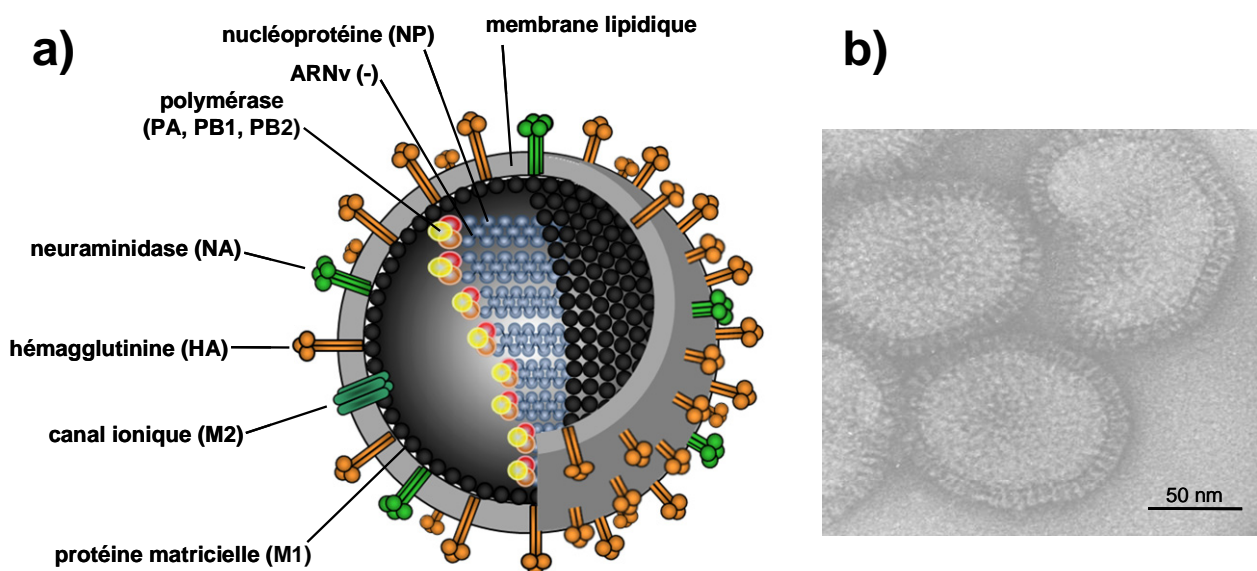 a)
nucléoprotéine (NP)
membrane lipidique
ARNv (-)
polymérase
(PA, PB1, PB2)
neuraminidase (NA)
hémagglutinine (HA)
canal ionique (M2)
protéine matricielle (M1)
b)
50 nm